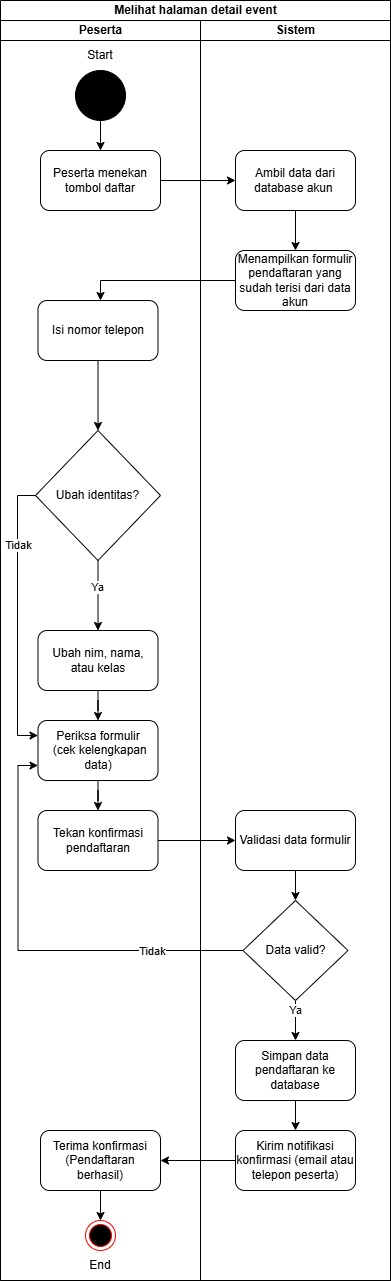 Melihat halaman detail event
Peserta
Sistem
Start
Peserta menekan
tombol daftar
Ambil data dari
database akun
Menampilkan formulir
pendaftaran yang
sudah terisi dari data
akun
Isi nomor telepon
Ubah identitas?
Tidak
Ya
Ubah nim, nama,
atau kelas
Periksa formulir
(cek kelengkapan
data)
Tekan konfirmasi
pendaftaran
Validasi data formulir
Data valid?
Tidak
Ya
Simpan data
pendaftaran ke
database
Kirim notifikasi
konfirmasi (email atau
telepon peserta)
Terima konfirmasi
(Pendaftaran
berhasil)
End